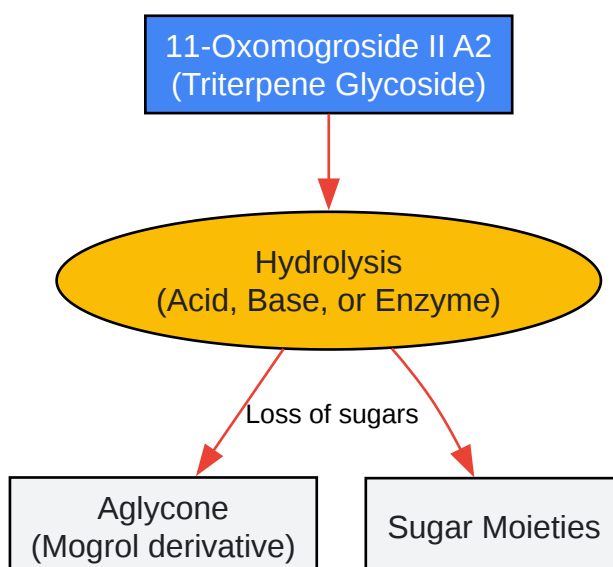 11-Oxomogroside II A2
(Triterpene Glycoside)
Hydrolysis
(Acid, Base, or Enzyme)
Loss of sugars
Aglycone
(Mogrol derivative)
Sugar Moieties